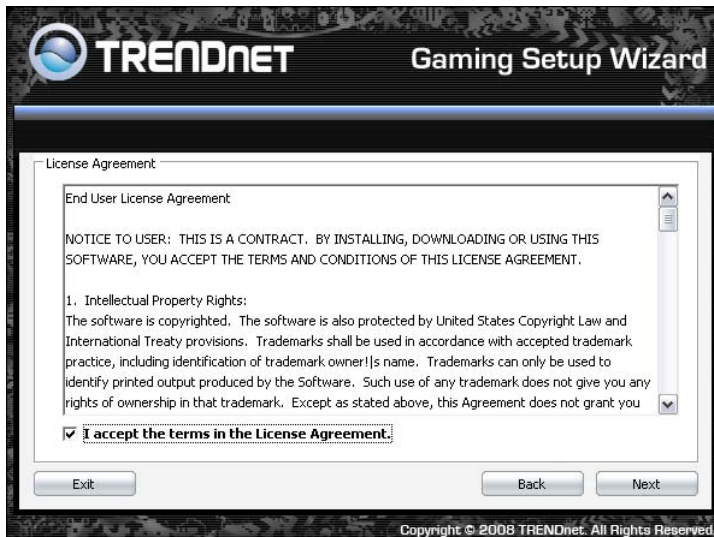 TRENDNET
Gaming Setup Wizard
License Agreement
End User License Agreement
NOTICE TO USER:  THIS IS A CONTRACT.  BY INSTALLING, DOWNLOADING OR USING THIS
SOFTWARE, YOU ACCEPT THE TERMS AND CONDITIONS OF THIS LICENSE AGREEMENT.
1.  Intellectual Property Rights:
The software is copyrighted.  The software is also protected by United States Copyright Law and
International Treaty provisions.  Trademarks shall be used in accordance with accepted trademark
practice, including identification of trademark owner!|s name.  Trademarks can only be used to
identify printed output produced by the Software.  Such use of any trademark does not give you any
rights of ownership in that trademark.  Except as stated above, this Agreement does not grant you
I accept the terms in the License Agreement.
Exit
Back
Next
Copyright © 2008 TRENDnet. All Rights Reserved.